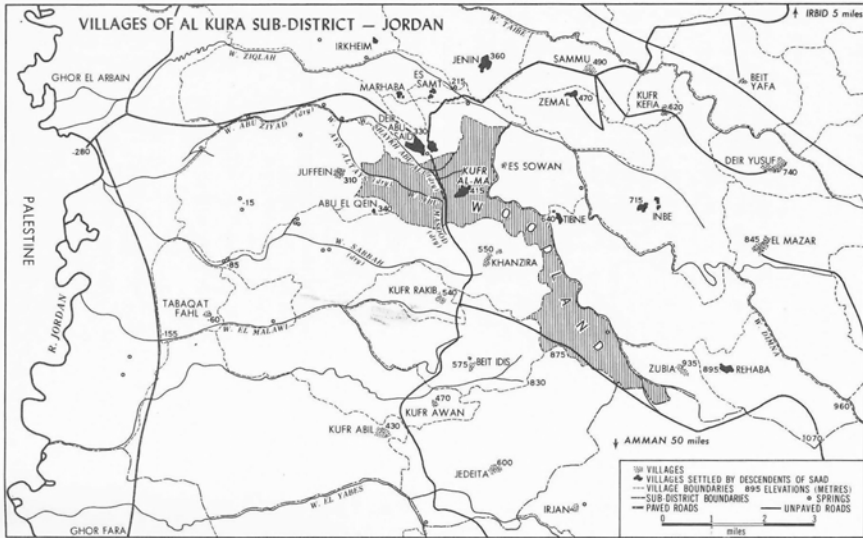 VILLAGES OF AL KURA SUB-DISTRICT — JORDAN
↑ IRBID 5 miles
W. TAIBE
IRKHEIM
JENIN 360
SAMMU 490
W. ZIQLAH
GHOR EL ARBAIN
ES SAMT
215
MARHABA
BEIT YAFA
ZEMAL 470
KUFR KEFIA
620
DEIR ABU SAID
330
W. ABU ZIYAD (dry)
-280
KUFR AL-MA
415
ES SOWAN
DEIR YUSUF
740
JUFFEIN
310
ABU EL QEIN
340
-15
TIBNE
640
715
INBE
845 EL MAZAR
WOODLAND
PALESTINE
W. SARRAH (dry)
-85
550
KHANZIRA
KUFR RAKIB
540
TABAQAT FAHL
-60
R. JORDAN
-155
W. EL MALAWI
W. DIMNA
575
BEIT IDIS
875
ZUBIA 935
895 REHABA
830
470
KUFR AWAN
960
KUFR ABIL
430
↓ AMMAN 50 miles
1070
JEDEITA
600
W. EL YABES
IRJAN
GHOR FARA
VILLAGES
VILLAGES SETTLED BY DESCENDENTS OF SAAD
VILLAGE BOUNDARIES 895 ELEVATIONS (METRES)
SUB-DISTRICT BOUNDARIES SPRINGS
PAVED ROADS UNPAVED ROADS
0 1 2 3
miles